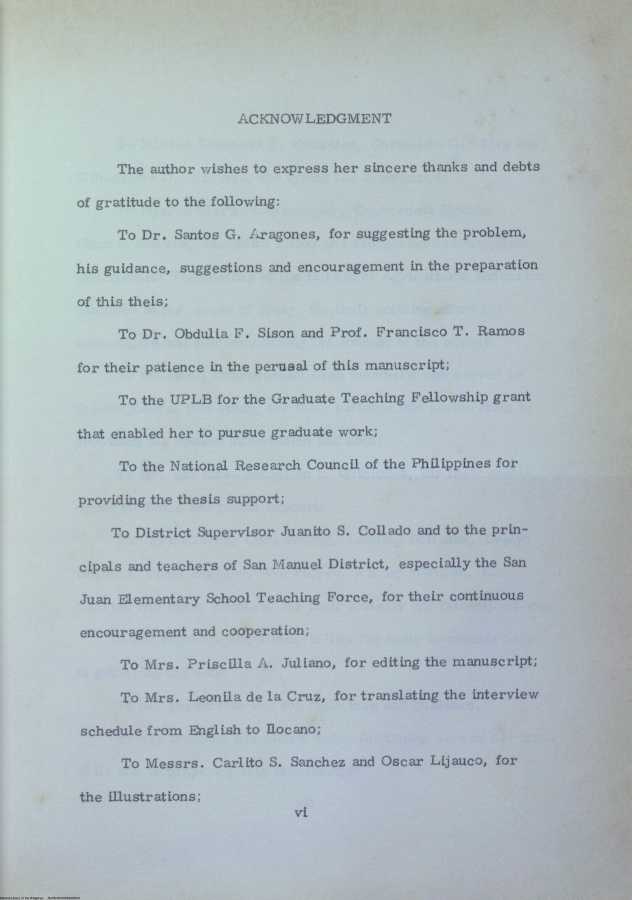 ACKNOWLEDGMENT
The author wishes to express her sincere thanks and debts
of gratitude to the following:
To Dr. Santos G. Aragones, for suggesting the problem,
his guidance, suggestions and encouragement in the preparation
of this theis;
To Dr. Obdulia F. Sison and Prof. Francisco T. Ramos
for their patience in the perusal of this manuscript;
To the UPLB for the Graduate Teaching Fellowship grant
that enabled her to pursue graduate work;
To the National Research Council of the Philippines for
providing the thesis support;
To District Supervisor Juanito S. Collado and to the prin-
cipals and teachers of San Manuel District, especially the San
Juan Elementary School Teaching Force, for their continuous
encouragement and cooperation;
To Mrs. Priscilla A. Juliano, for editing the manuscript;
To Mrs. Leonila de la Cruz, for translating the interview
schedule from English to Ilocano;
To Messrs. Carlito S. Sanchez and Oscar Lijauco, for
the illustrations;
vi